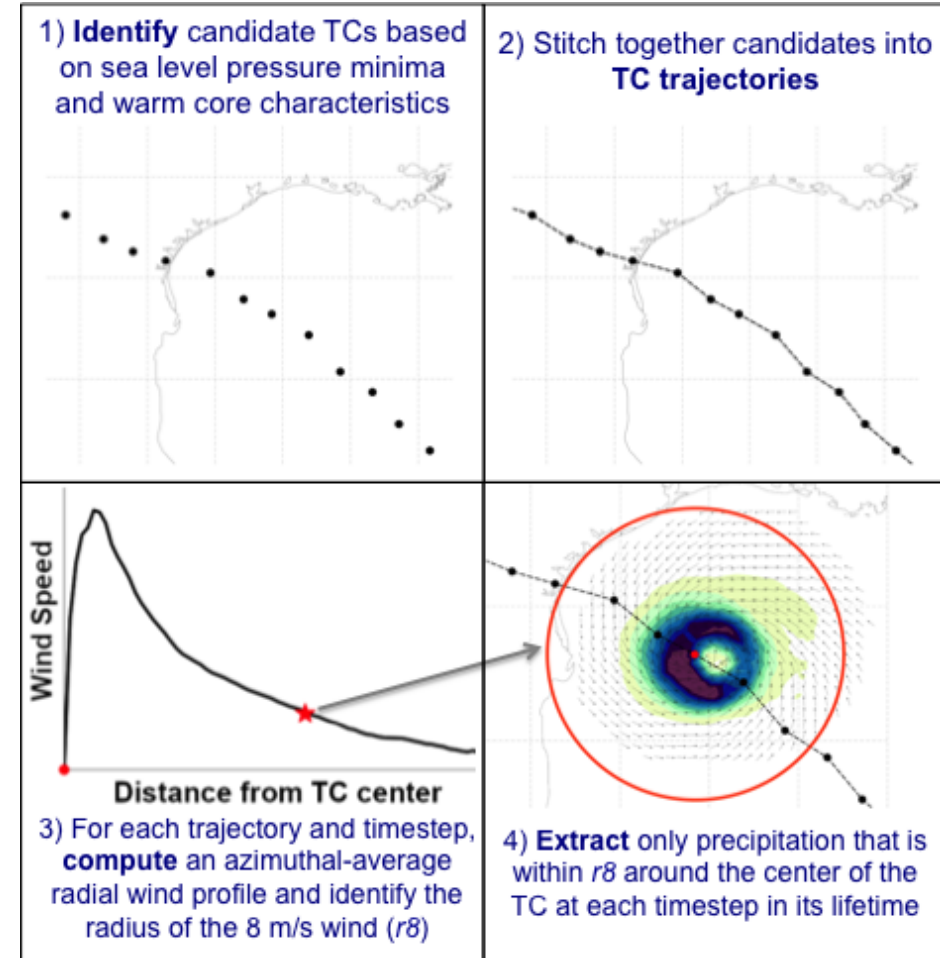 1) Identify candidate TCs based
on sea level pressure minima
and warm core characteristics
2) Stitch together candidates into
TC trajectories
Wind Speed
Distance from TC center
3) For each trajectory and timestep,
compute an azimuthal-average
radial wind profile and identify the
radius of the 8 m/s wind (r8)
4) Extract only precipitation that is
within r8 around the center of the
TC at each timestep in its lifetime